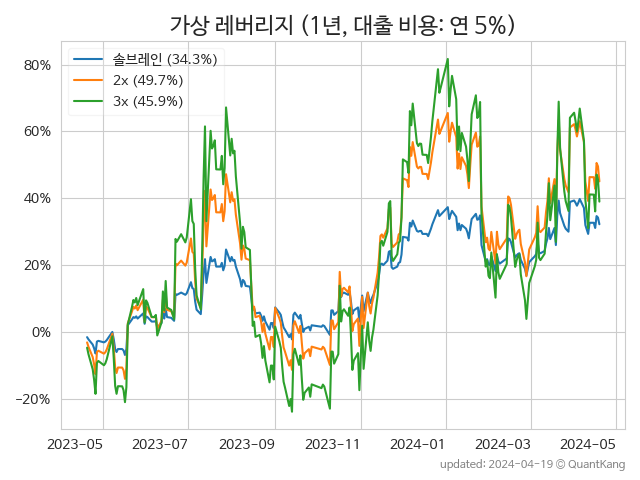 가상 레버리지 (1년, 대출 비용: 연 5%)
솔브레인 (34.3%)
2x (49.7%)
3x (45.9%)
80%
60%
40%
20%
0%
−20%
2023-05 2023-07 2023-09 2023-11 2024-01 2024-03 2024-05
updated: 2024-04-19 © QuantKang